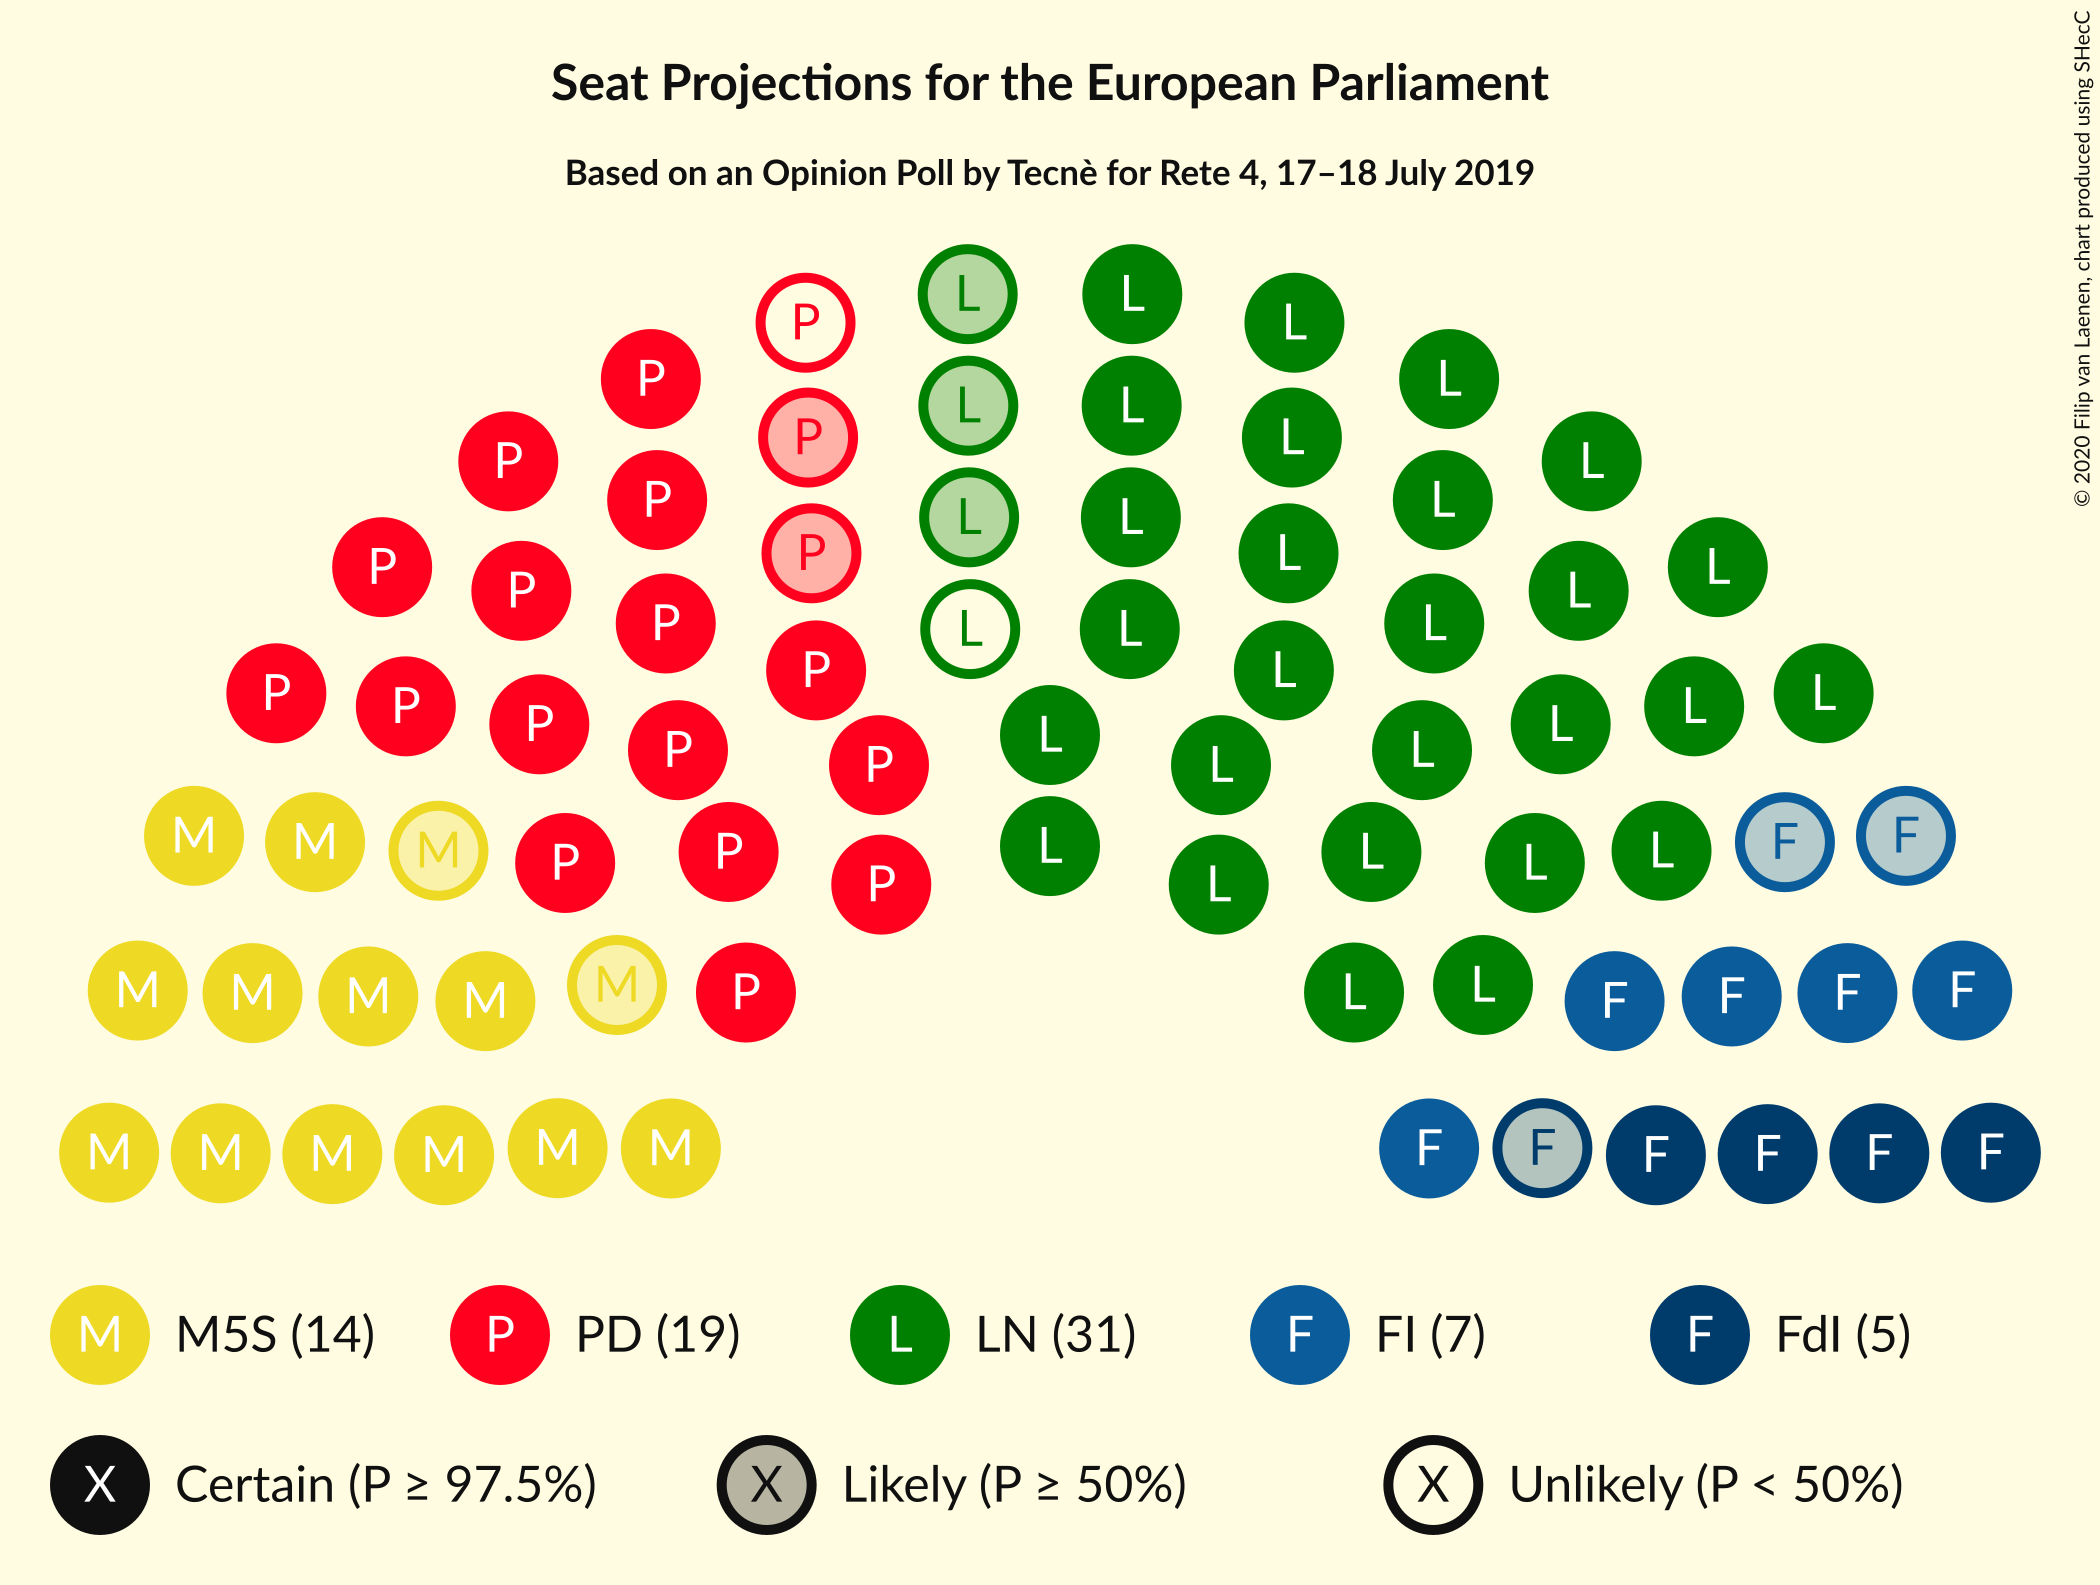 Seat Projections for the European Parliament
Based on an Opinion Poll by Tecnè for Rete 4, 17–18 July 2019
© 2020 Filip van Laenen, chart produced using SHecC
L L
P L
P L
L L
P L
P L
P L
L L
P L
P L
P L
P L
P L
P L
L L
P L
P L
P P L L
P P L L
P L
L
P L
M M F F
M M M P P L L F
L
P L
P L
M M F F
M M M M P L L F F
M M M M M M F F F F F F
M M5S (14) P PD (19) L LN (31) F FI (7) F FdI (5)
X Certain (P ≥ 97.5%) X Likely (P ≥ 50%) X Unlikely (P < 50%)